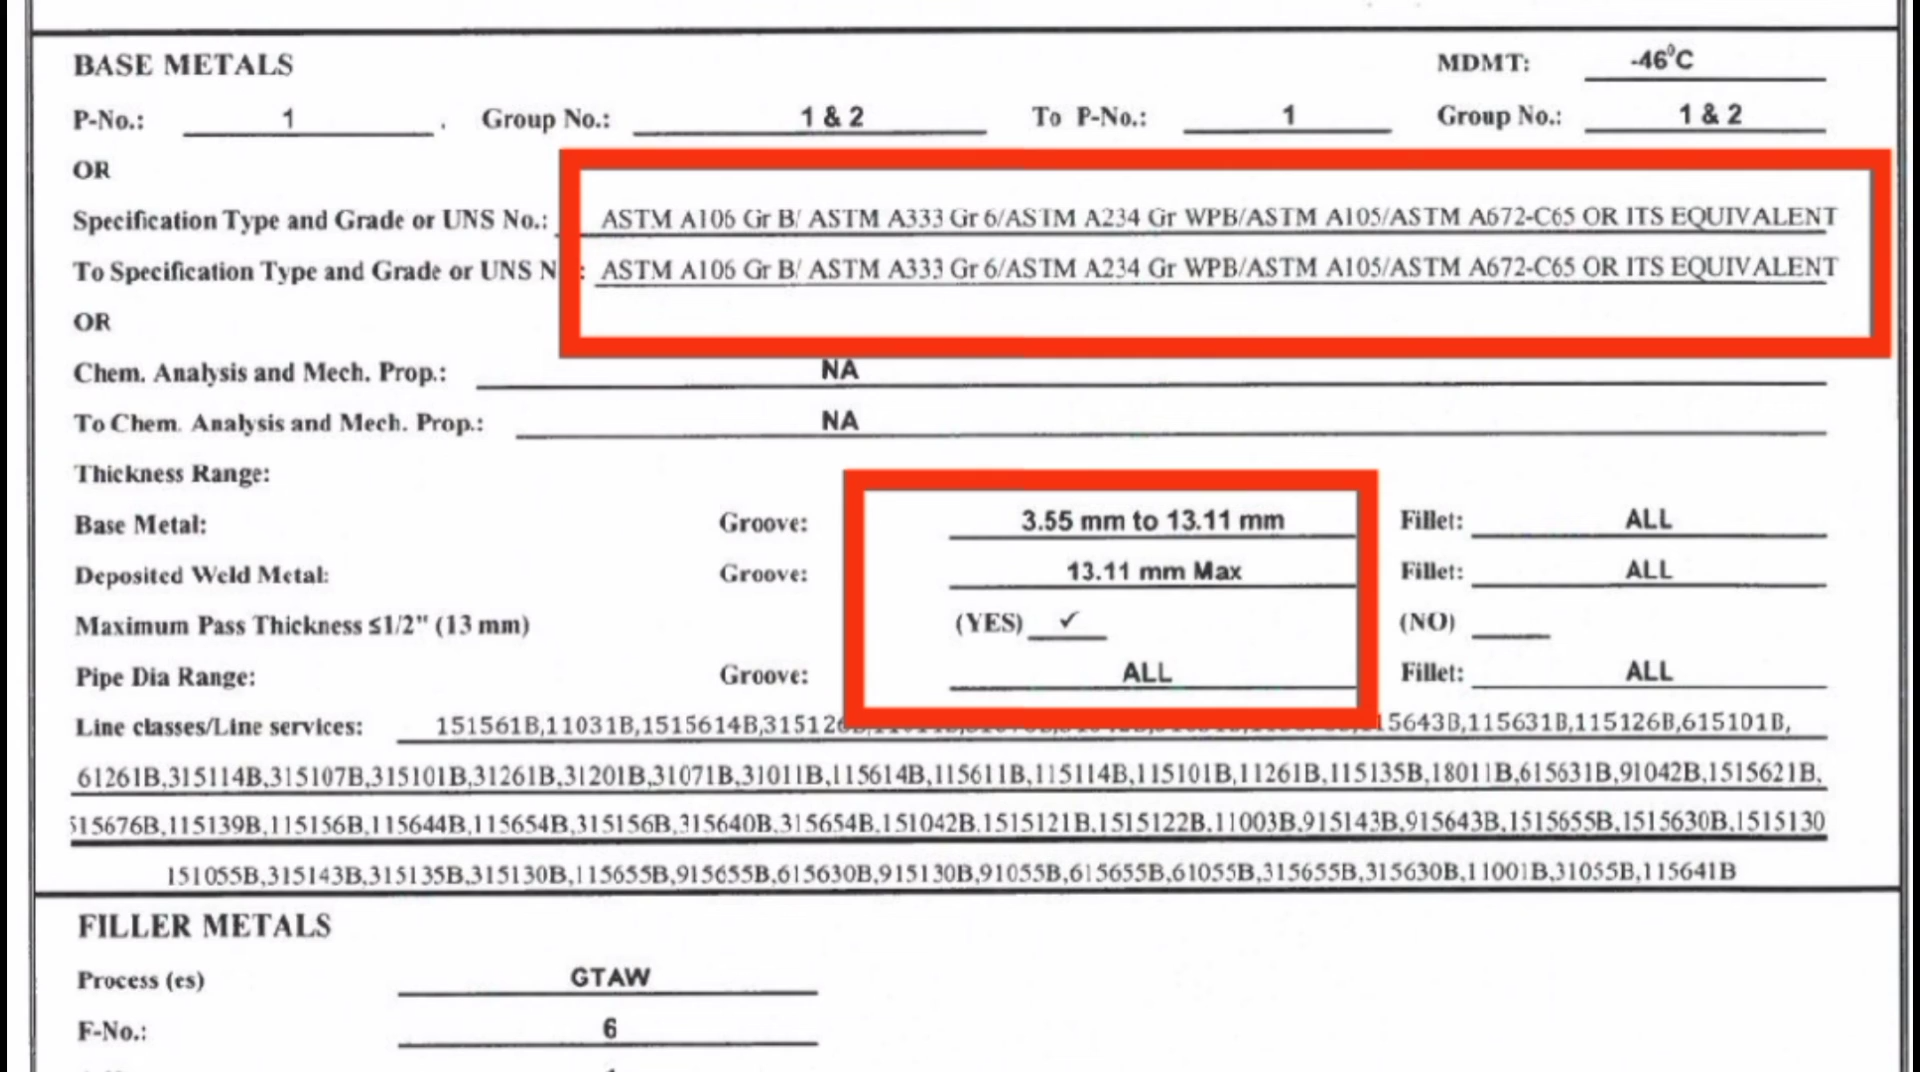 BASE METALS MDMT: -46⁰C
P-No.: 1 . Group No.: 1 & 2 To P-No.: 1 Group No.: 1 & 2
OR
Specification Type and Grade or UNS No.: ASTM A106 Gr B/ ASTM A333 Gr 6/ASTM A234 Gr WPB/ASTM A105/ASTM A672-C65 OR ITS EQUIVALENT
To Specification Type and Grade or UNS N : ASTM A106 Gr B/ ASTM A333 Gr 6/ASTM A234 Gr WPB/ASTM A105/ASTM A672-C65 OR ITS EQUIVALENT
OR
Chem. Analysis and Mech. Prop.: NA
To Chem. Analysis and Mech. Prop.: NA
Thickness Range:
Base Metal: Groove: 3.55 mm to 13.11 mm Fillet: ALL
Deposited Weld Metal: Groove: 13.11 mm Max Fillet: ALL
Maximum Pass Thickness ≤1/2" (13 mm) (YES) ✓ (NO)
Pipe Dia Range: Groove: ALL Fillet: ALL
Line classes/Line services: 151561B,11031B,1515614B,315126 15643B,115631B,115126B,615101B,
61261B,315114B,315107B,315101B,31261B,31201B,31071B,31011B,115614B,115611B,115114B,115101B,11261B,115135B,18011B,615631B,91042B,1515621B,
515676B,115139B,115156B,115644B,115654B,315156B,315640B,315654B,151042B,1515121B,1515122B,11003B,915143B,915643B,1515655B,1515630B,1515130
151055B,315143B,315135B,315130B,115655B,915655B,615630B,915130B,91055B,615655B,61055B,315655B,315630B,11001B,31055B,115641B
FILLER METALS
Process (es) GTAW
F-No.: 6